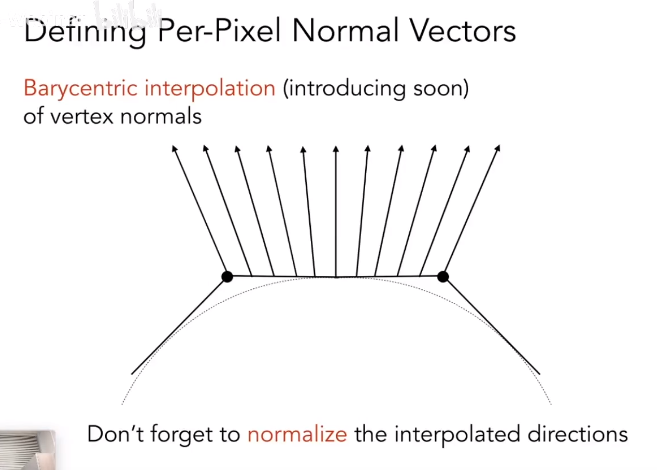 Defining Per-Pixel Normal Vectors
Barycentric interpolation (introducing soon)
of vertex normals
Don't forget to normalize the interpolated directions